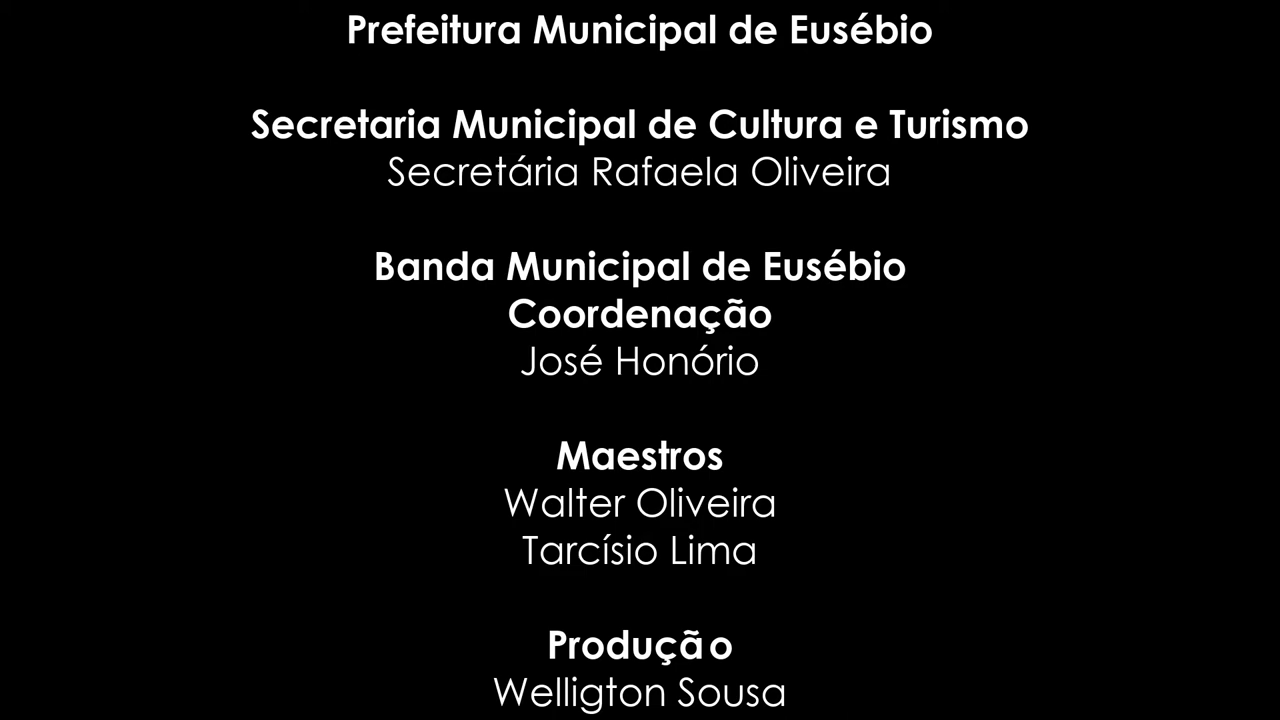 Prefeitura Municipal de Eusébio
Secretaria Municipal de Cultura e Turismo
Secretária Rafaela Oliveira
Banda Municipal de Eusébio
Coordenação
José Honório
Maestros
Walter Oliveira
Tarcísio Lima
Produção
Welligton Sousa